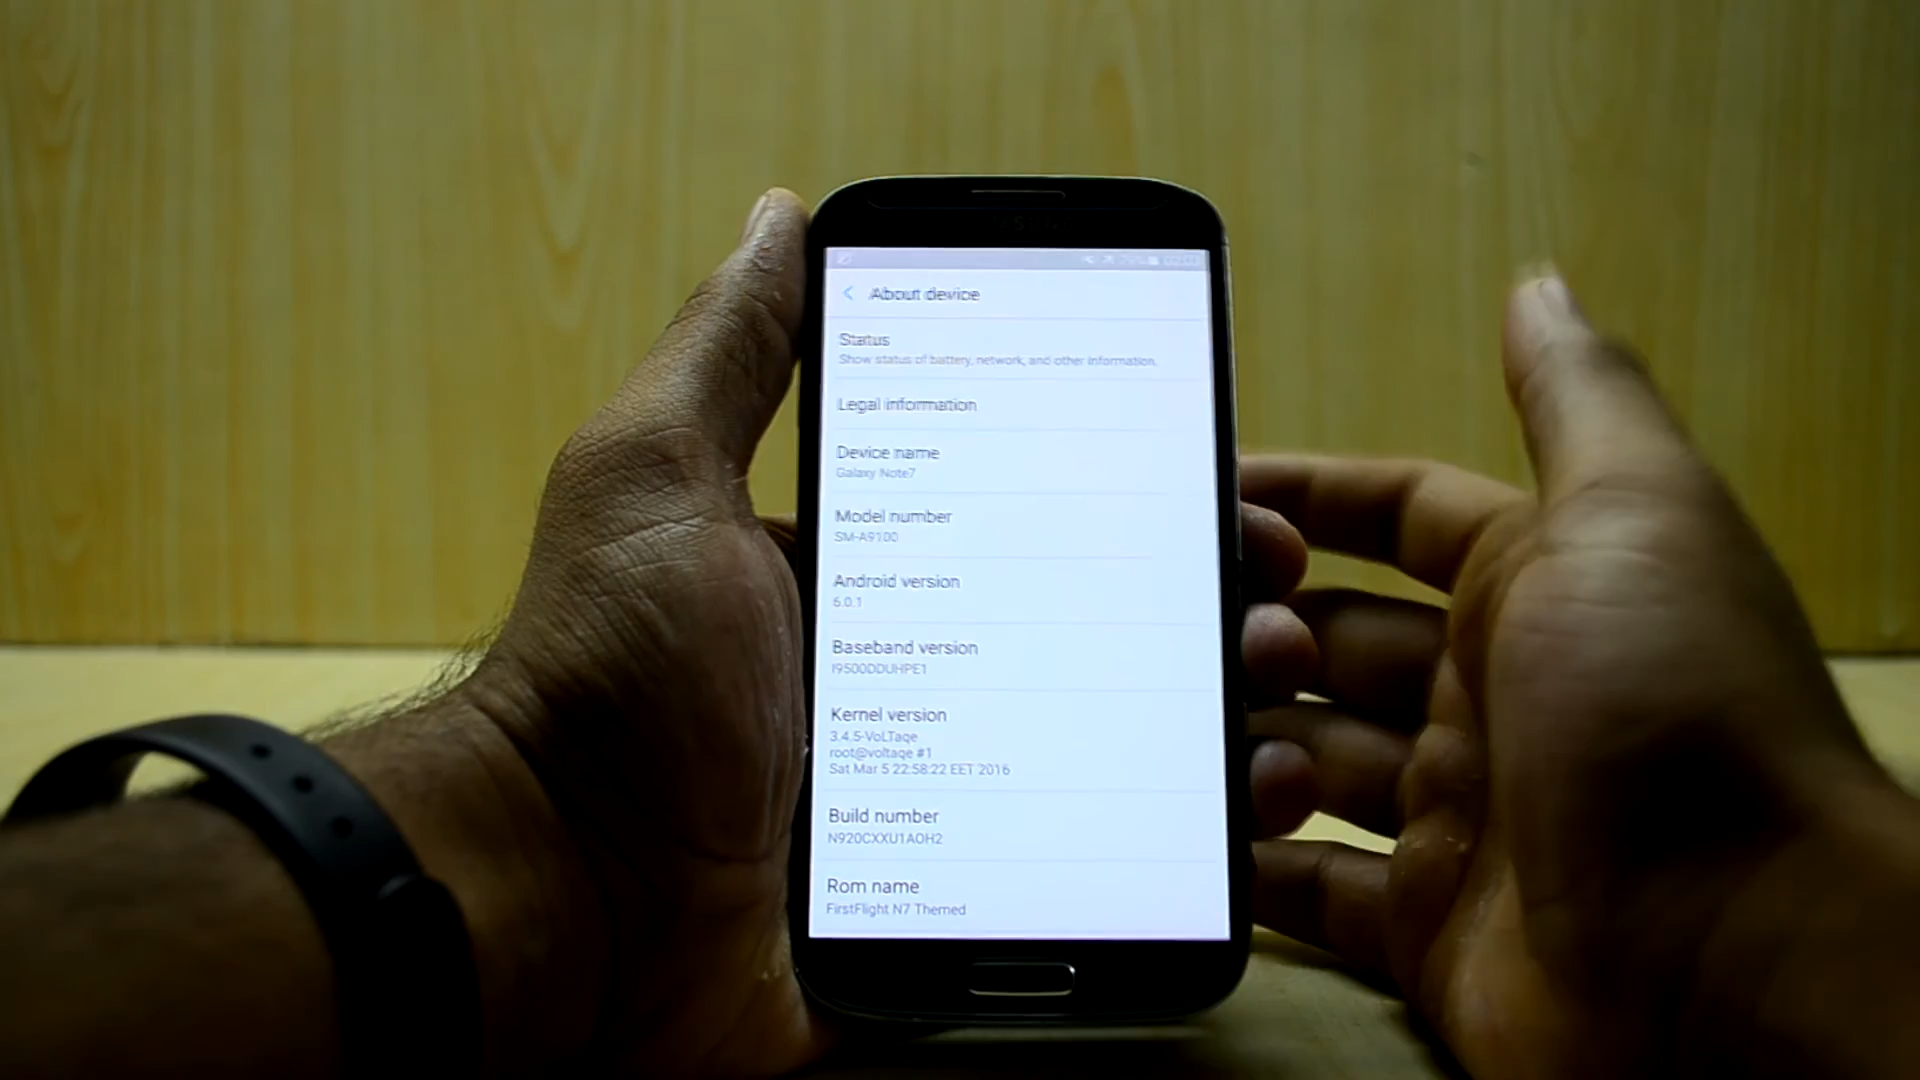 SAMSUNG
About device
Status
Show status of battery, network, and other information.
Legal information
Device name
Galaxy Note7
Model number
SM-A9100
Android version
6.0.1
Baseband version
I9500DDUHPE1
Kernel version
3.4.5-VoLTaqe
root@voltaqe #1
Sat Mar 5 22:58:22 EET 2016
Build number
N920CXXU1AOH2
Rom name
FirstFlight N7 Themed